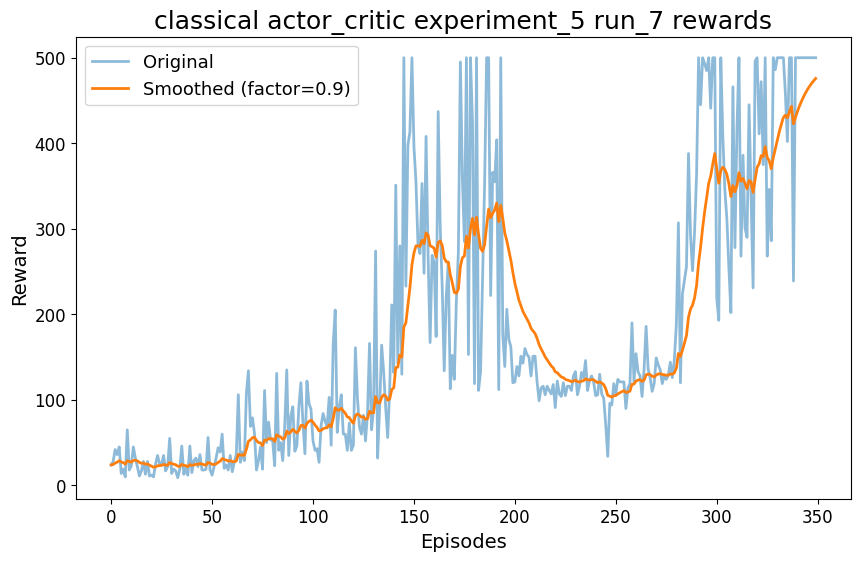 classical actor_critic experiment_5 run_7 rewards
Original
Smoothed (factor=0.9)
Reward
500
400
300
200
100
0
0 50 100 150 200 250 300 350
Episodes